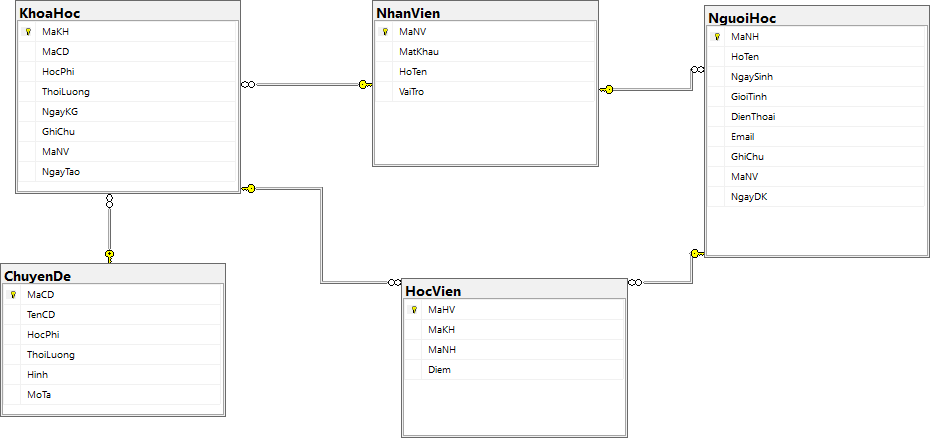 KhoaHoc
MaKH
MaCD
HocPhi
ThoiLuong
NgayKG
GhiChu
MaNV
NgayTao
NhanVien
MaNV
MatKhau
HoTen
VaiTro
NguoiHoc
MaNH
HoTen
NgaySinh
GioiTinh
DienThoai
Email
GhiChu
MaNV
NgayDK
ChuyenDe
MaCD
TenCD
HocPhi
ThoiLuong
Hinh
MoTa
HocVien
MaHV
MaKH
MaNH
Diem